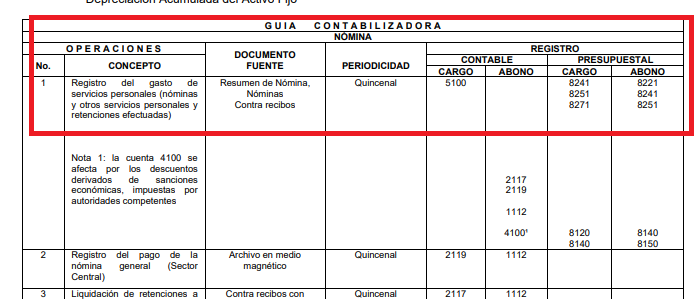 Depreciación Acumulada del Activo Fijo
GUIA CONTABILIZADORA
NÓMINA
OPERACIONES DOCUMENTO FUENTE PERIODICIDAD REGISTRO
CONTABLE PRESUPUESTAL
No. CONCEPTO CARGO ABONO CARGO ABONO
1 Registro del gasto de Resumen de Nómina, Quincenal 5100 8241 8221
servicios personales (nóminas Nóminas 8251 8241
y otros servicios personales y Contra recibos 8271 8251
retenciones efectuadas)
Nota 1: la cuenta 4100 se
afecta por los descuentos
derivados de sanciones 2117
económicas, impuestas por 2119
autoridades competentes
1112
4100¹ 8120 8140
8140 8150
2 Registro del pago de la Archivo en medio Quincenal 2119 1112
nómina general (Sector magnético
Central)
3 Liquidación de retenciones a Contra recibos con Quincenal 2117 1112